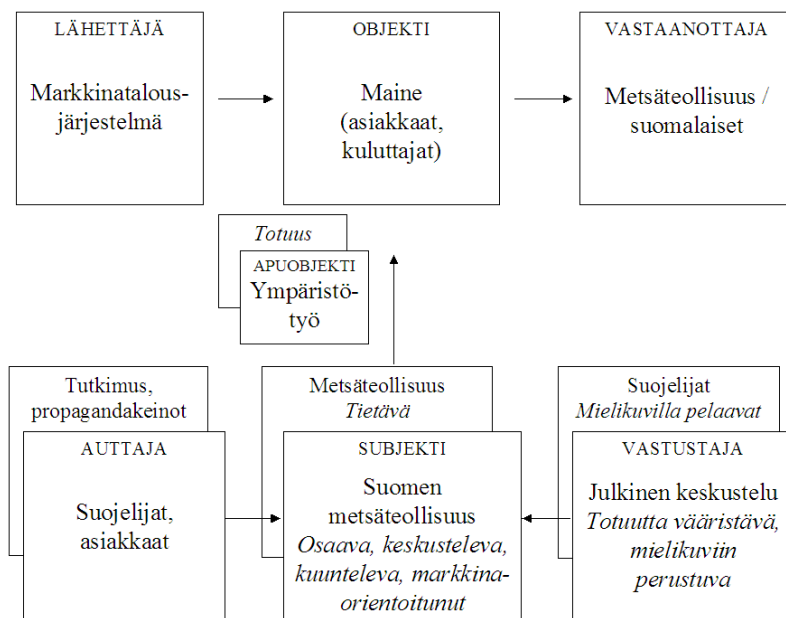 LÄHETTÄJÄ
Markkinatalous-
järjestelmä
OBJEKTI
Maine
(asiakkaat,
kuluttajat)
VASTAANOTTAJA
Metsäteollisuus /
suomalaiset
Totuus
APUOBJEKTI
Ympäristö-
työ
Tutkimus,
propagandakeinot
AUTTAJA
Suojelijat,
asiakkaat
Metsäteollisuus
Tietävä
SUBJEKTI
Suomen
metsäteollisuus
Osaava, keskusteleva,
kuunteleva, markkina-
orientoitunut
Suojelijat
Mielikuvilla pelaavat
VASTUSTAJA
Julkinen keskustelu
Totuutta vääristävä,
mielikuviin
perustuva